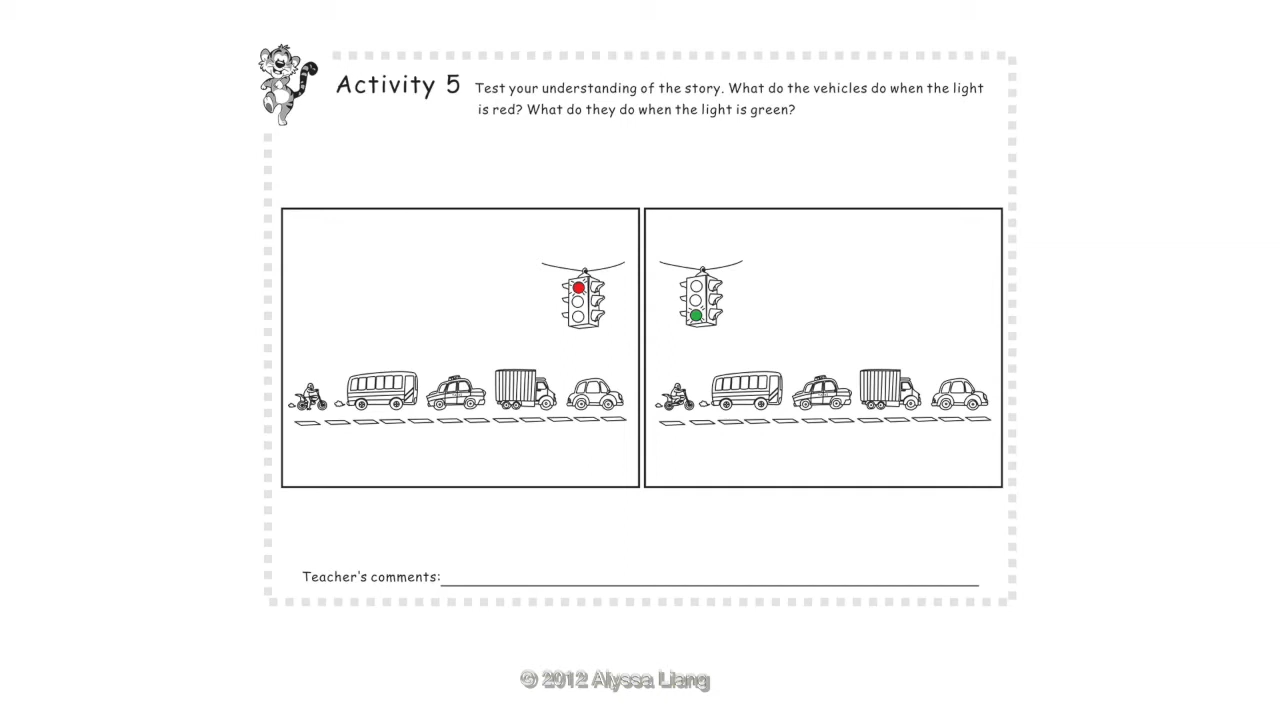 Activity 5 Test your understanding of the story. What do the vehicles do when the light
is red? What do they do when the light is green?
Teacher's comments:
© 2012 Alyssa Liang